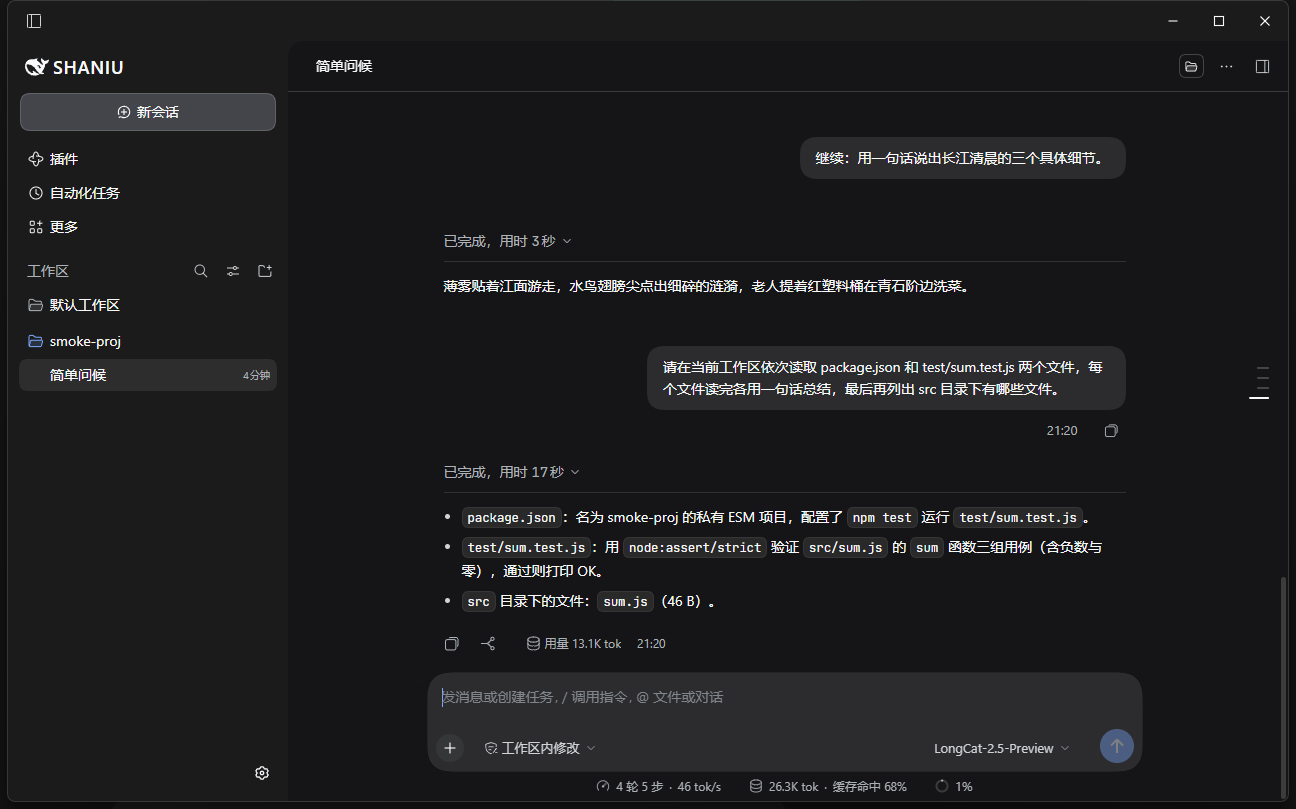 SHANIU
新会话
插件
自动化任务
更多
工作区
默认工作区
smoke-proj
简单问候 4分钟
简单问候
继续：用一句话说出长江清晨的三个具体细节。
已完成，用时 3秒
薄雾贴着江面游走，水鸟翅膀尖点出细碎的涟漪，老人提着红塑料桶在青石阶边洗菜。
请在当前工作区依次读取 package.json 和 test/sum.test.js 两个文件，每
个文件读完各用一句话总结，最后再列出 src 目录下有哪些文件。
21:20
已完成，用时 17秒
• package.json：名为 smoke-proj 的私有 ESM 项目，配置了 npm test 运行 test/sum.test.js。
• test/sum.test.js：用 node:assert/strict 验证 src/sum.js 的 sum 函数三组用例（含负数与
零），通过则打印 OK。
• src 目录下的文件：sum.js（46 B）。
用量 13.1K tok 21:20
发消息或创建任务, / 调用指令, @ 文件或对话
工作区内修改 LongCat-2.5-Preview
4 轮 5 步 · 46 tok/s 26.3K tok · 缓存命中 68% 1%